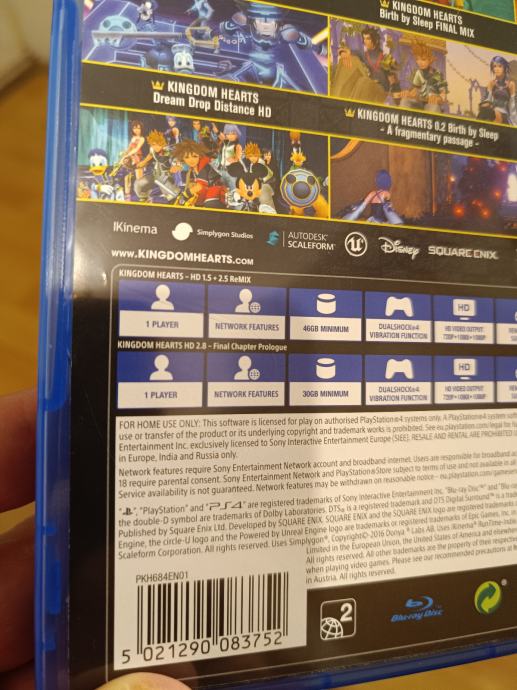 KINGDOM HEARTS
Birth by Sleep FINAL MIX
KINGDOM HEARTS
Dream Drop Distance HD
KINGDOM HEARTS 0.2 Birth by Sleep
- A fragmentary passage -
IKinema
Simplygon Studios
AUTODESK®
SCALEFORM®
Disney
SQUARE ENIX
www.KINGDOMHEARTS.com
KINGDOM HEARTS – HD 1.5 + 2.5 ReMIX
1 PLAYER
NETWORK FEATURES
46GB MINIMUM
DUALSHOCK®4
VIBRATION FUNCTION
HD
HD VIDEO OUTPUT
720P•1080i•1080P
KINGDOM HEARTS HD 2.8 – Final Chapter Prologue
1 PLAYER
NETWORK FEATURES
30GB MINIMUM
DUALSHOCK®4
VIBRATION FUNCTION
HD
HD VIDEO OUTPUT
720P•1080i•1080P
FOR HOME USE ONLY: This software is licensed for play on authorised PlayStation®4 systems only. A PlayStation®4 system
use or transfer of the product or its underlying copyright and trademark works is prohibited. See eu.playstation.com/legal for
Entertainment Inc. exclusively licensed to Sony Interactive Entertainment Europe (SIEE). RESALE AND RENTAL ARE PROHIBITED
in Europe, India and Russia only.
Network features require Sony Entertainment Network account and broadband internet. Users are responsible for broadband
18 require parental consent. Sony Entertainment Network and PlayStation®Store subject to terms of use and not available in all
Service availability is not guaranteed. Network features may be withdrawn on reasonable notice – eu.playstation.com
", "PlayStation" and "PS4" are registered trademarks of Sony Interactive Entertainment Inc. "Blu-ray Disc™" and "Blu-
the double-D symbol are trademarks of Dolby Laboratories. DTS® is a registered trademark and DTS Digital Surround™ is a
Published by Square Enix Ltd. Developed by SQUARE ENIX. SQUARE ENIX and the SQUARE ENIX logo are registered trademarks
Engine, the circle-U logo and the Powered by Unreal Engine logo are trademarks or registered trademarks of Epic Games, Inc. in
Scaleform Corporation. All rights reserved. Uses Simplygon®, Copyright© 2016 Donya Labs AB. Uses IKinema® RunTime
Limited in the European Union, the United States of America and elsewhere
All rights reserved. All other trademarks are the property of their respective
when playing video games. Please see our recommended precautions at
in Austria. All rights reserved.
PKH684EN01
5 021290 083752
2
Blu-ray Disc